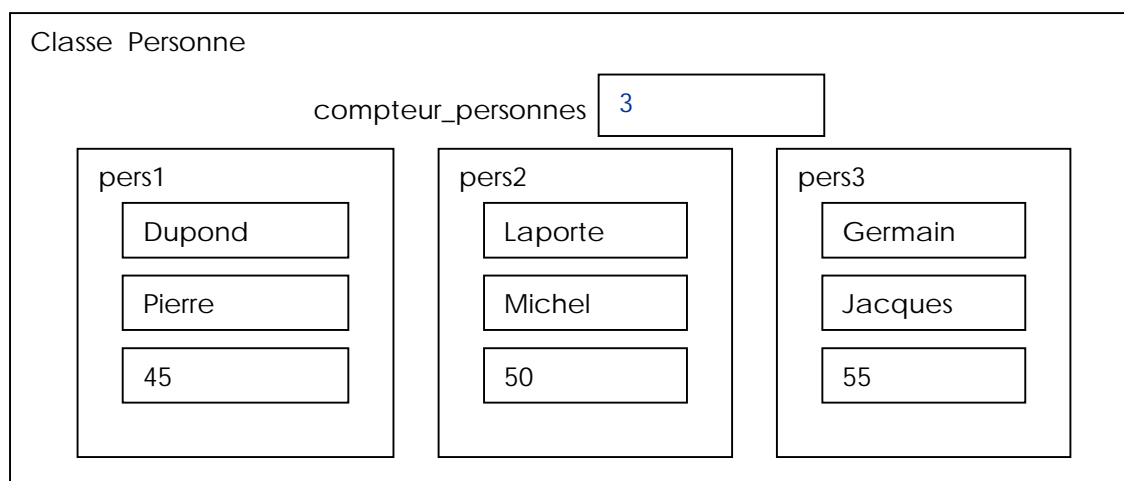 Classe Personne
compteur_personnes 3
pers1
Dupond
Pierre
45
pers2
Laporte
Michel
50
pers3
Germain
Jacques
55